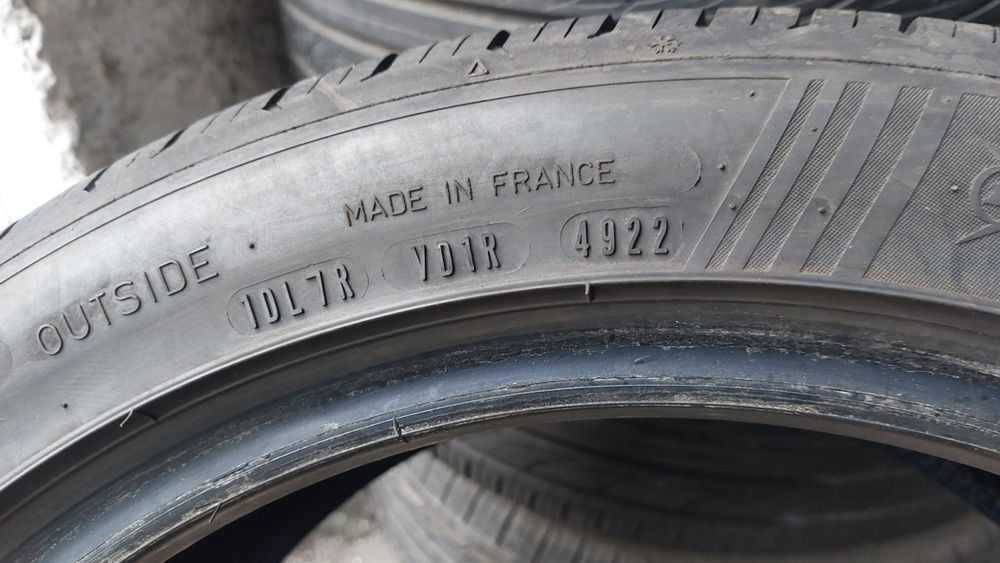 MADE IN FRANCE
OUTSIDE
1DL7R VD1R 4922